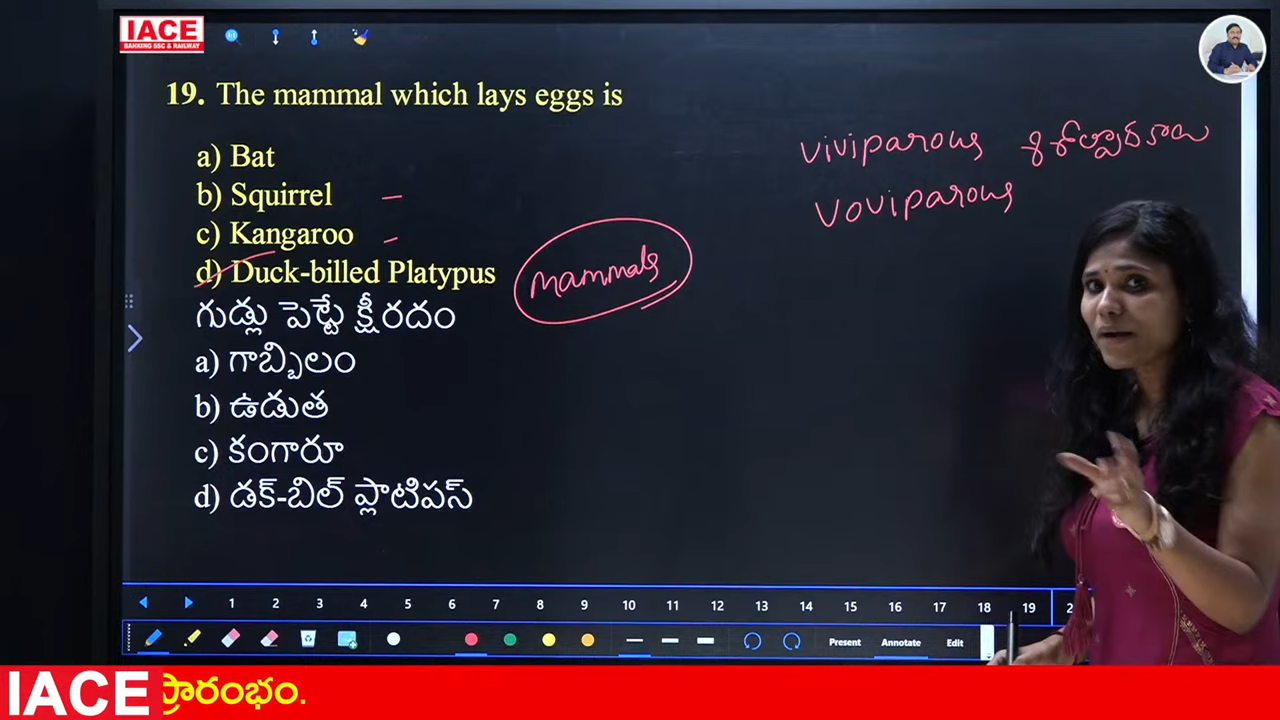 IACE
BANKING SSC & RAILWAY
19. The mammal which lays eggs is
a) Bat
b) Squirrel
c) Kangaroo
d) Duck-billed Platypus
గుడ్లు పెట్టే క్షీరదం
a) గాబ్బిలం
b) ఉడుత
c) కంగారూ
d) డక్-బిల్ ప్లాటిపస్
mammals
viviparous
voviparous
1 2 3 4 5 6 7 8 9 10 11 12 13 14 15 16 17 18 19 2
Present Annotate Edit
IACE ప్రారంభం.